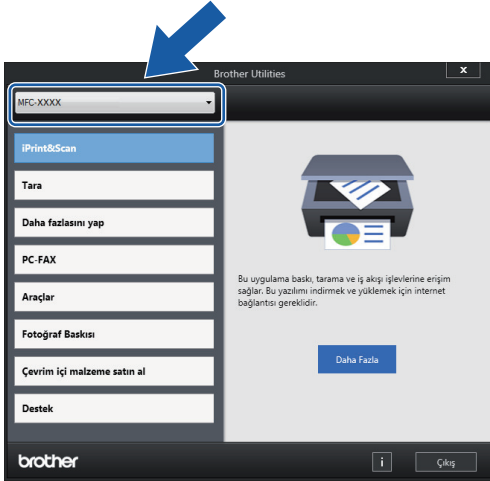 Brother Utilities
X
MFC-XXXX
iPrint&Scan
Tara
Daha fazlasını yap
PC-FAX
Araçlar
Fotoğraf Baskısı
Çevrim içi malzeme satın al
Destek
Bu uygulama baskı, tarama ve iş akışı işlevlerine erişim
sağlar. Bu yazılımı indirmek ve yüklemek için internet
bağlantısı gereklidir.
Daha Fazla
brother
i
Çıkış